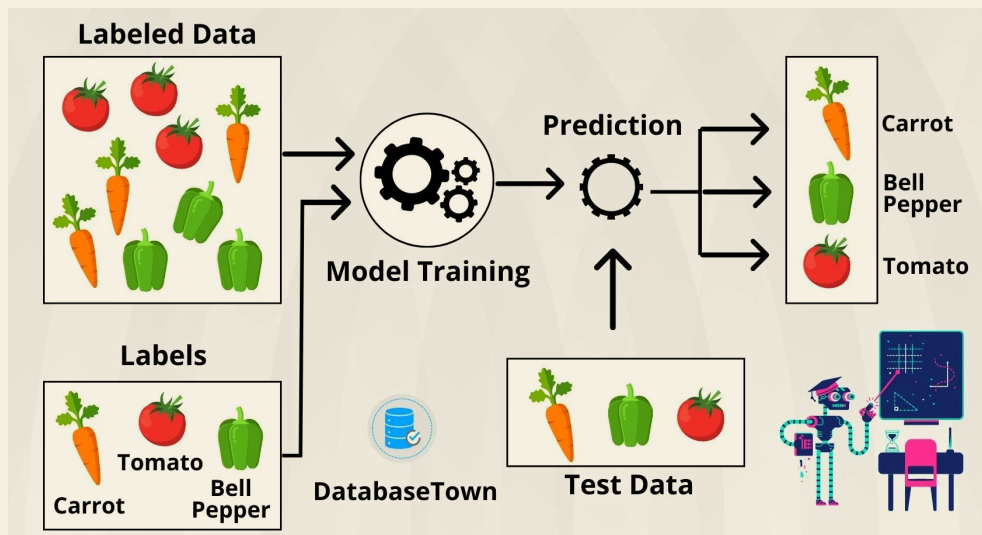 Labeled Data
Labels
Carrot
Tomato
Bell
Pepper
Model Training
DatabaseTown
Prediction
Test Data
Carrot
Bell
Pepper
Tomato